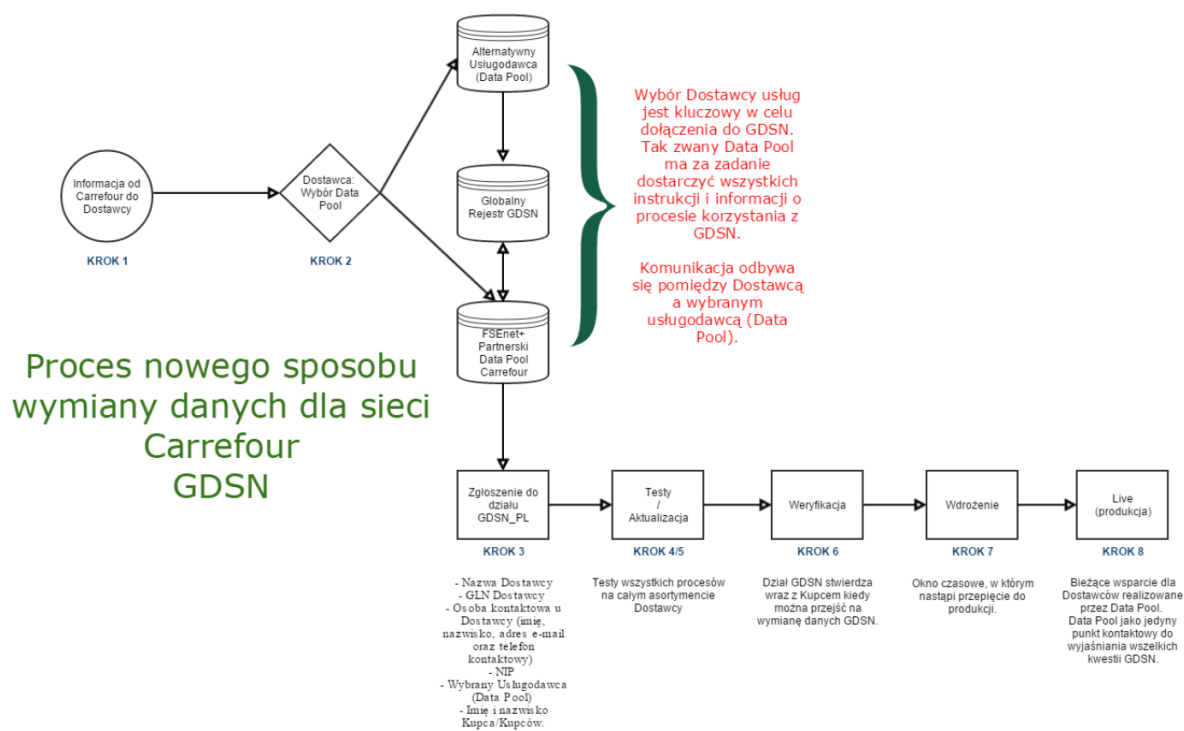 Alternatywny
Usługodawca
(Data Pool)
Wybór Dostawcy usług
jest kluczowy w celu
dołączenia do GDSN.
Tak zwany Data Pool
ma za zadanie
dostarczyć wszystkich
instrukcji i informacji o
procesie korzystania z
GDSN.
Komunikacja odbywa
się pomiędzy Dostawcą
a wybranym
usługodawcą (Data
Pool).
Informacja od
Carrefour do
Dostawcy
KROK 1
Dostawca:
Wybór Data
Pool
KROK 2
Globalny
Rejestr GDSN
FSEnet+
Partnerski
Data Pool
Carrefour
Proces nowego sposobu
wymiany danych dla sieci
Carrefour
GDSN
Zgłoszenie do
działu
GDSN_PL
KROK 3
- Nazwa Dostawcy
- GLN Dostawcy
- Osoba kontaktowa u
Dostawcy (imię,
nazwisko, adres e-mail
oraz telefon
kontaktowy)
- NIP
- Wybrany Usługodawca
(Data Pool)
- Imię i nazwisko
Kupca/Kupców.
Testy
/
Aktualizacja
KROK 4/5
Testy wszystkich procesów
na całym asortymencie
Dostawcy
Weryfikacja
KROK 6
Dział GDSN stwierdza
wraz z Kupcem kiedy
można przejść na
wymianę danych GDSN.
Wdrożenie
KROK 7
Okno czasowe, w którym
nastąpi przepięcie do
produkcji.
Live
(produkcja)
KROK 8
Bieżące wsparcie dla
Dostawców realizowane
przez Data Pool.
Data Pool jako jedyny
punkt kontaktowy do
wyjaśniania wszelkich
kwestii GDSN.